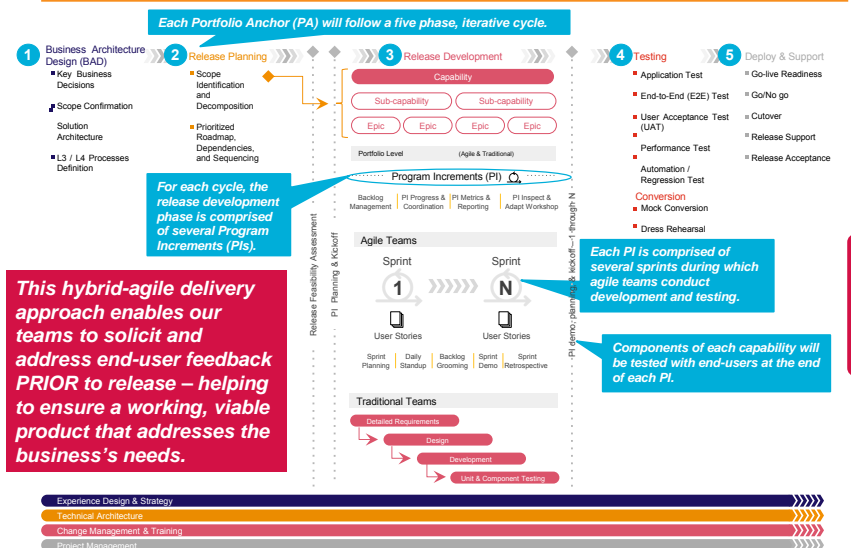 Each Portfolio Anchor (PA) will follow a five phase, iterative cycle.
1
Business Architecture
Design (BAD)
Key Business
Decisions
Scope Confirmation
Solution
Architecture
L3 / L4 Processes
Definition
2
Release Planning
Scope
Identification
and
Decomposition
Prioritized
Roadmap,
Dependencies,
and Sequencing
For each cycle, the
release development
phase is comprised
of several Program
Increments (PIs).
This hybrid-agile delivery
approach enables our
teams to solicit and
address end-user feedback
PRIOR to release – helping
to ensure a working, viable
product that addresses the
business's needs.
Release Feasibility Assessment
PI Planning & Kickoff
3
Release Development
Capability
Sub-capability
Sub-capability
Epic
Epic
Epic
Epic
Portfolio Level
(Agile & Traditional)
Program Increments (PI)
Backlog
Management
PI Progress &
Coordination
PI Metrics &
Reporting
PI Inspect &
Adapt Workshop
Agile Teams
Sprint
1
User Stories
Sprint
N
User Stories
Sprint
Planning
Daily
Standup
Backlog
Grooming
Sprint
Demo
Sprint
Retrospective
Traditional Teams
Detailed Requirements
Design
Development
Unit & Component Testing
PI demo, planning, & kickoff – 1 through N
4
Testing
Application Test
End-to-End (E2E) Test
User Acceptance Test
(UAT)
Performance Test
Automation /
Regression Test
Conversion
Mock Conversion
Dress Rehearsal
5
Deploy & Support
Go-live Readiness
Go/No go
Cutover
Release Support
Release Acceptance
Each PI is comprised of
several sprints during which
agile teams conduct
development and testing.
Components of each capability will
be tested with end-users at the end
of each PI.
Experience Design & Strategy
Technical Architecture
Change Management & Training
Project Management